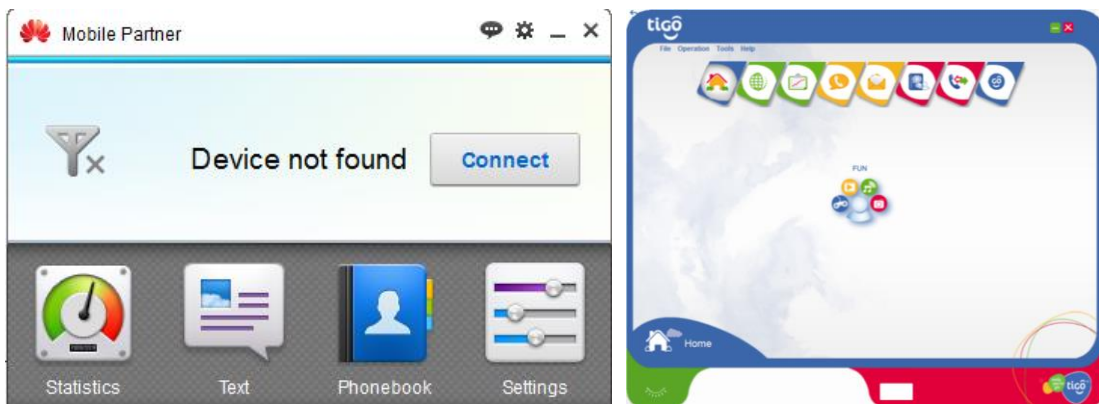 Mobile Partner
Device not found
Connect
Statistics
Text
Phonebook
Settings
tigo
File Operation Tools Help
FUN
Home
tigo